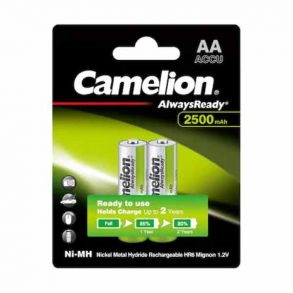 AA
ACCU
Camelion
AlwaysReady®
2500mAh
Ready to use
Holds Charge Up to 2 Years
Full
85%
80%
1 Year
2 Years
Ni-MH
Nickel Metal Hydride Rechargeable HR6 Mignon 1.2V